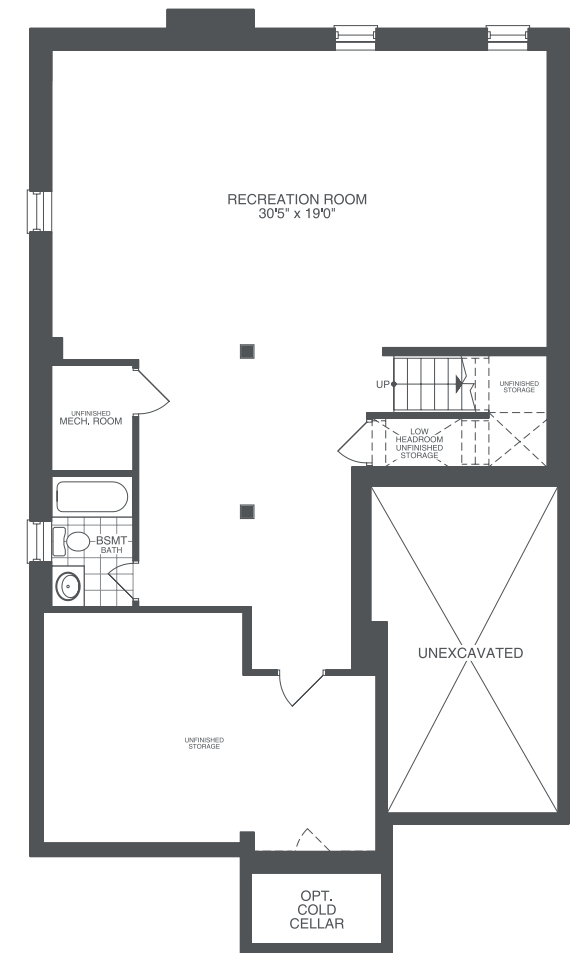 RECREATION ROOM
30'5" x 19'0"
UP
UNFINISHED
STORAGE
UNFINISHED
MECH. ROOM
LOW
HEADROOM
UNFINISHED
STORAGE
BSMT
BATH
UNEXCAVATED
UNFINISHED
STORAGE
OPT.
COLD
CELLAR